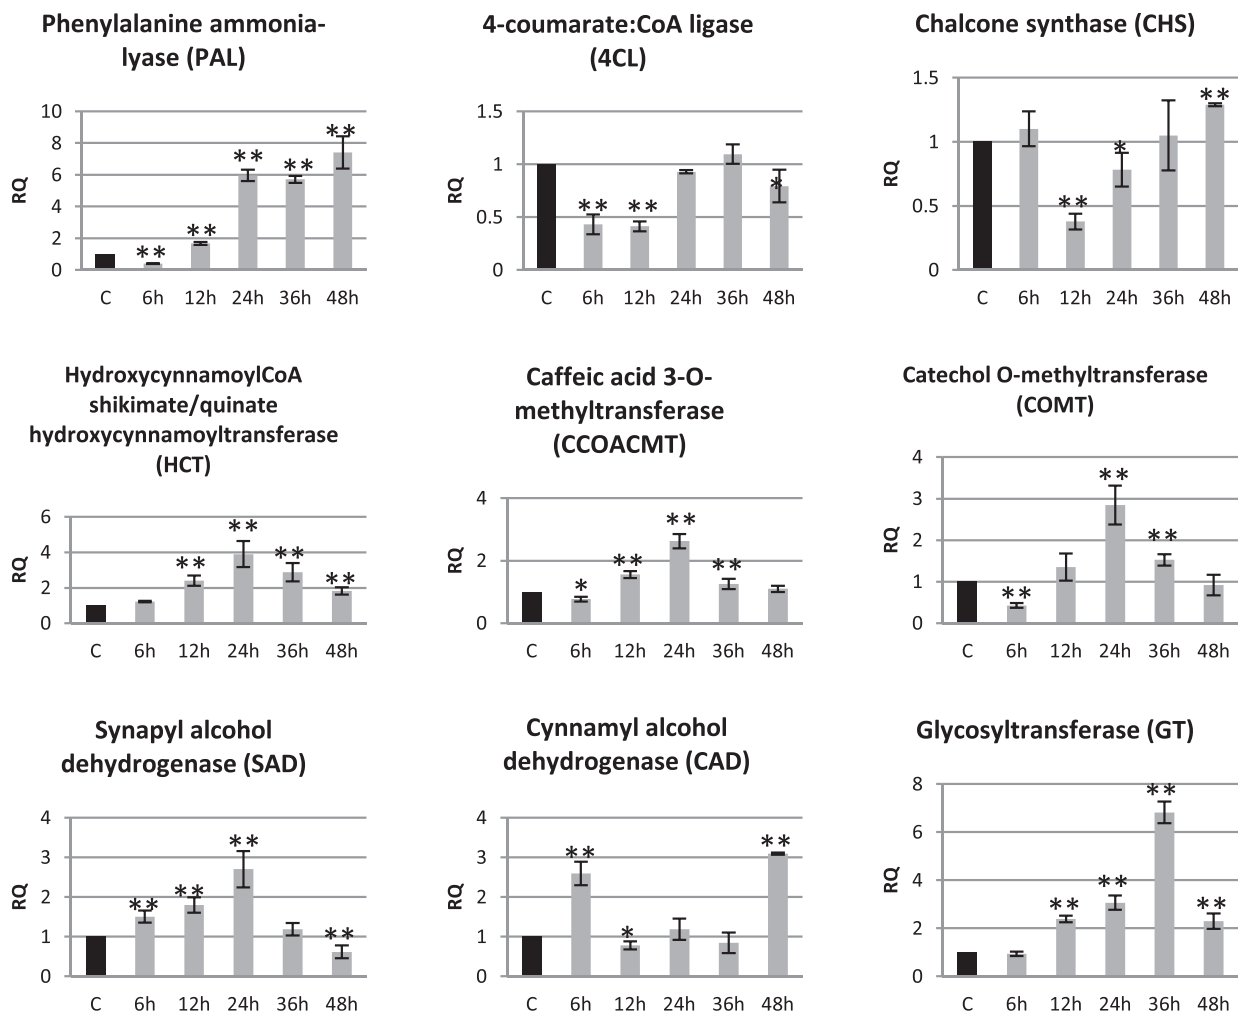 Phenylalanine ammonia-
lyase (PAL)
10
8
6
4
2
0
RQ
** ** ** ** **
C 6h 12h 24h 36h 48h
4-coumarate:CoA ligase
(4CL)
1.5
1
0.5
0
RQ
** ** *
C 6h 12h 24h 36h 48h
Chalcone synthase (CHS)
1.5
1
0.5
0
RQ
** * **
C 6h 12h 24h 36h 48h
HydroxycynnamoylCoA
shikimate/quinate
hydroxycynnamoyltransferase
(HCT)
6
4
2
0
RQ
** ** ** **
C 6h 12h 24h 36h 48h
Caffeic acid 3-O-
methyltransferase
(CCOACMT)
4
2
0
RQ
* ** ** **
C 6h 12h 24h 36h 48h
Catechol O-methyltransferase
(COMT)
4
3
2
1
0
RQ
** ** **
C 6h 12h 24h 36h 48h
Synapyl alcohol
dehydrogenase (SAD)
4
3
2
1
0
RQ
** ** ** **
C 6h 12h 24h 36h 48h
Cynnamyl alcohol
dehydrogenase (CAD)
4
3
2
1
0
RQ
** * **
C 6h 12h 24h 36h 48h
Glycosyltransferase (GT)
8
6
4
2
0
RQ
** ** ** **
C 6h 12h 24h 36h 48h